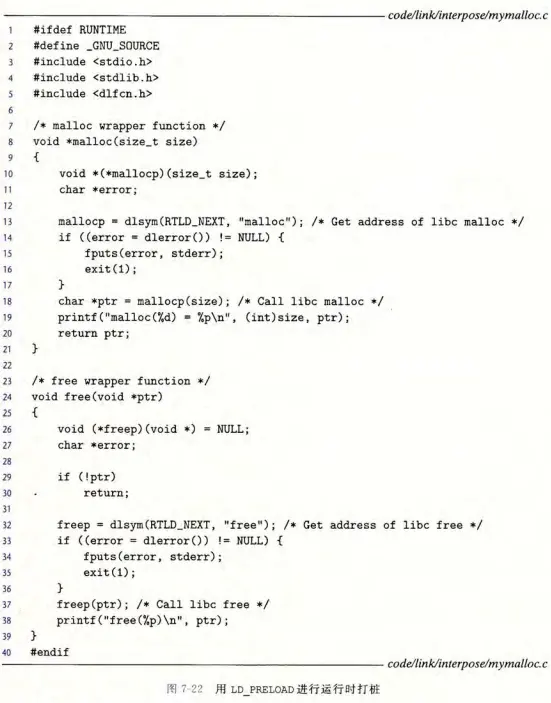 code/link/interpose/mymalloc.c
1 #ifdef RUNTIME
2 #define _GNU_SOURCE
3 #include <stdio.h>
4 #include <stdlib.h>
5 #include <dlfcn.h>
6
7 /* malloc wrapper function */
8 void *malloc(size_t size)
9 {
10     void *(*mallocp)(size_t size);
11     char *error;
12
13     mallocp = dlsym(RTLD_NEXT, "malloc"); /* Get address of libc malloc */
14     if ((error = dlerror()) != NULL) {
15         fputs(error, stderr);
16         exit(1);
17     }
18     char *ptr = mallocp(size); /* Call libc malloc */
19     printf("malloc(%d) = %p\n", (int)size, ptr);
20     return ptr;
21 }
22
23 /* free wrapper function */
24 void free(void *ptr)
25 {
26     void (*freep)(void *) = NULL;
27     char *error;
28
29     if (!ptr)
30         return;
31
32     freep = dlsym(RTLD_NEXT, "free"); /* Get address of libc free */
33     if ((error = dlerror()) != NULL) {
34         fputs(error, stderr);
35         exit(1);
36     }
37     freep(ptr); /* Call libc free */
38     printf("free(%p)\n", ptr);
39 }
40 #endif
code/link/interpose/mymalloc.c
图 7-22 用 LD_PRELOAD 进行运行时打桩